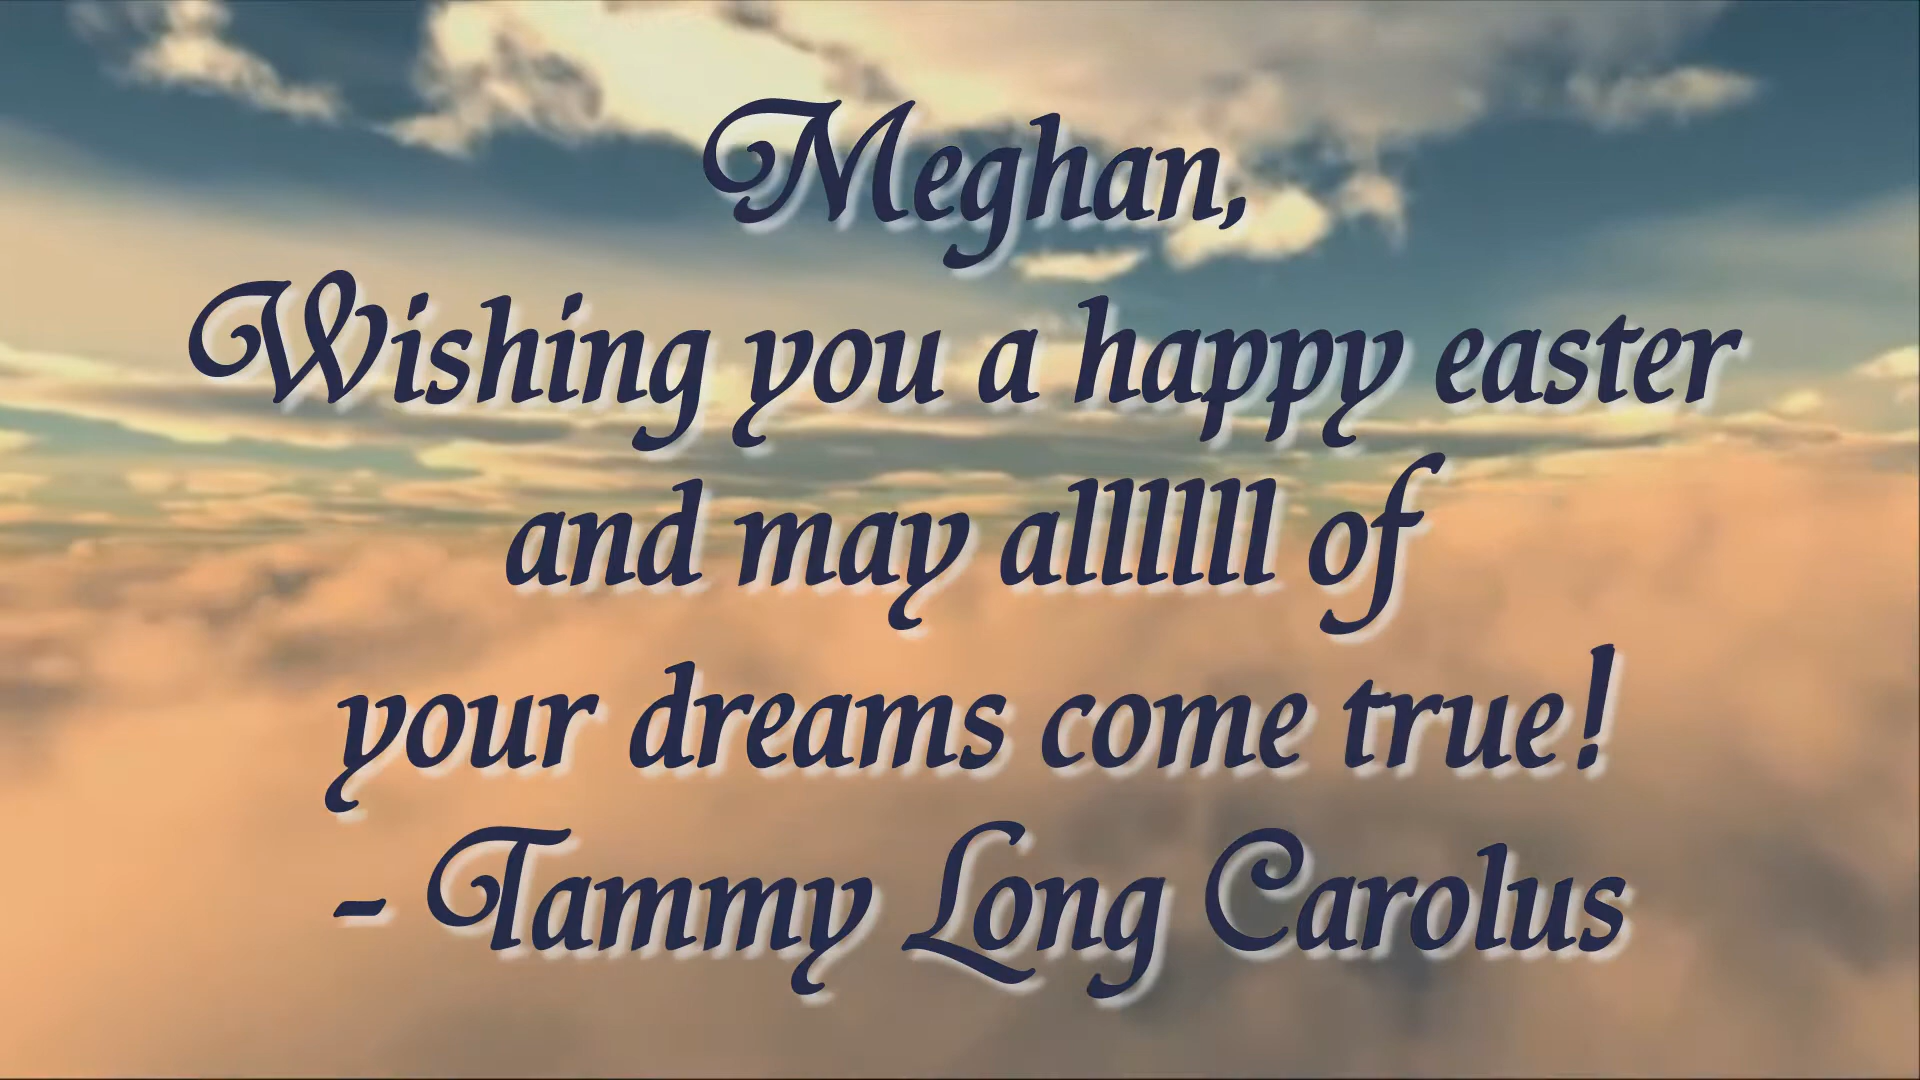 Meghan,
Wishing you a happy easter
and may allllll of
your dreams come true!
- Tammy Long Carolus